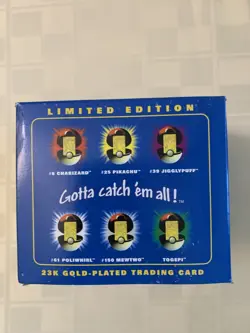 LIMITED EDITION
#6 CHARIZARD™ #25 PIKACHU™ #39 JIGGLYPUFF™
Gotta catch 'em all!™
#61 POLIWHIRL™ #150 MEWTWO™ TOGEPI™
23K GOLD-PLATED TRADING CARD